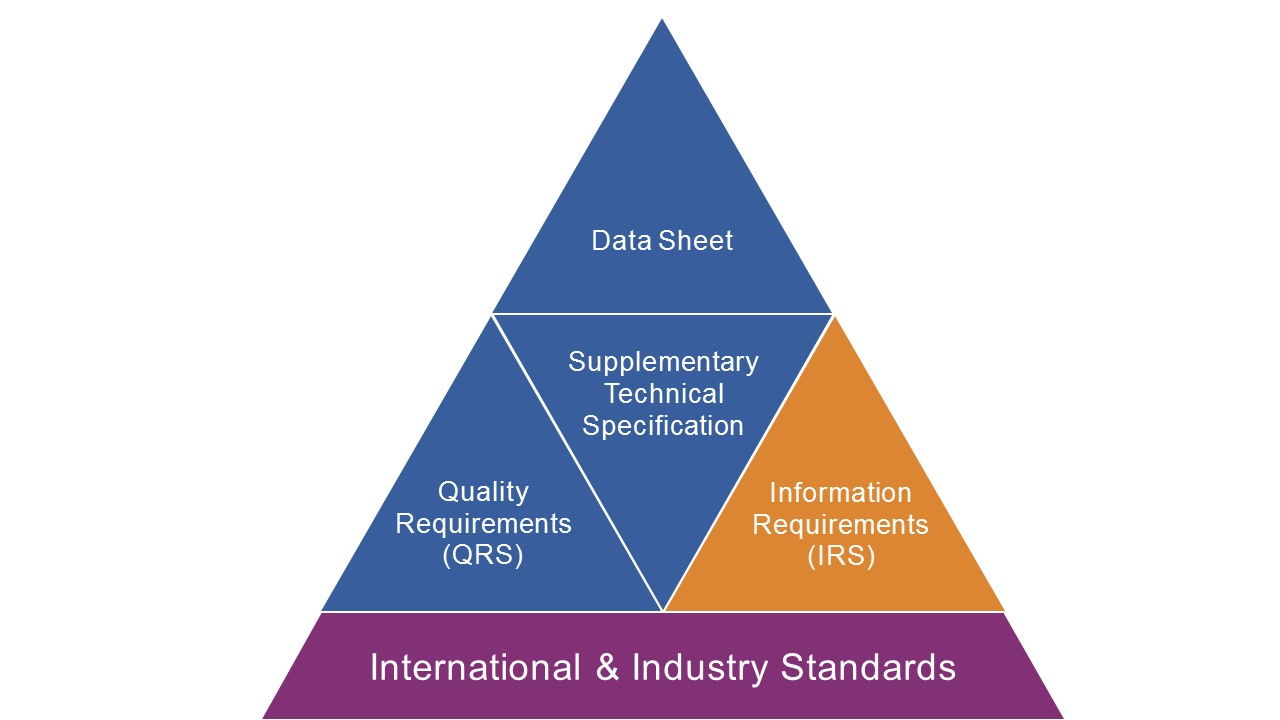 Data Sheet
Supplementary
Technical
Specification
Quality
Requirements
(QRS)
Information
Requirements
(IRS)
International & Industry Standards